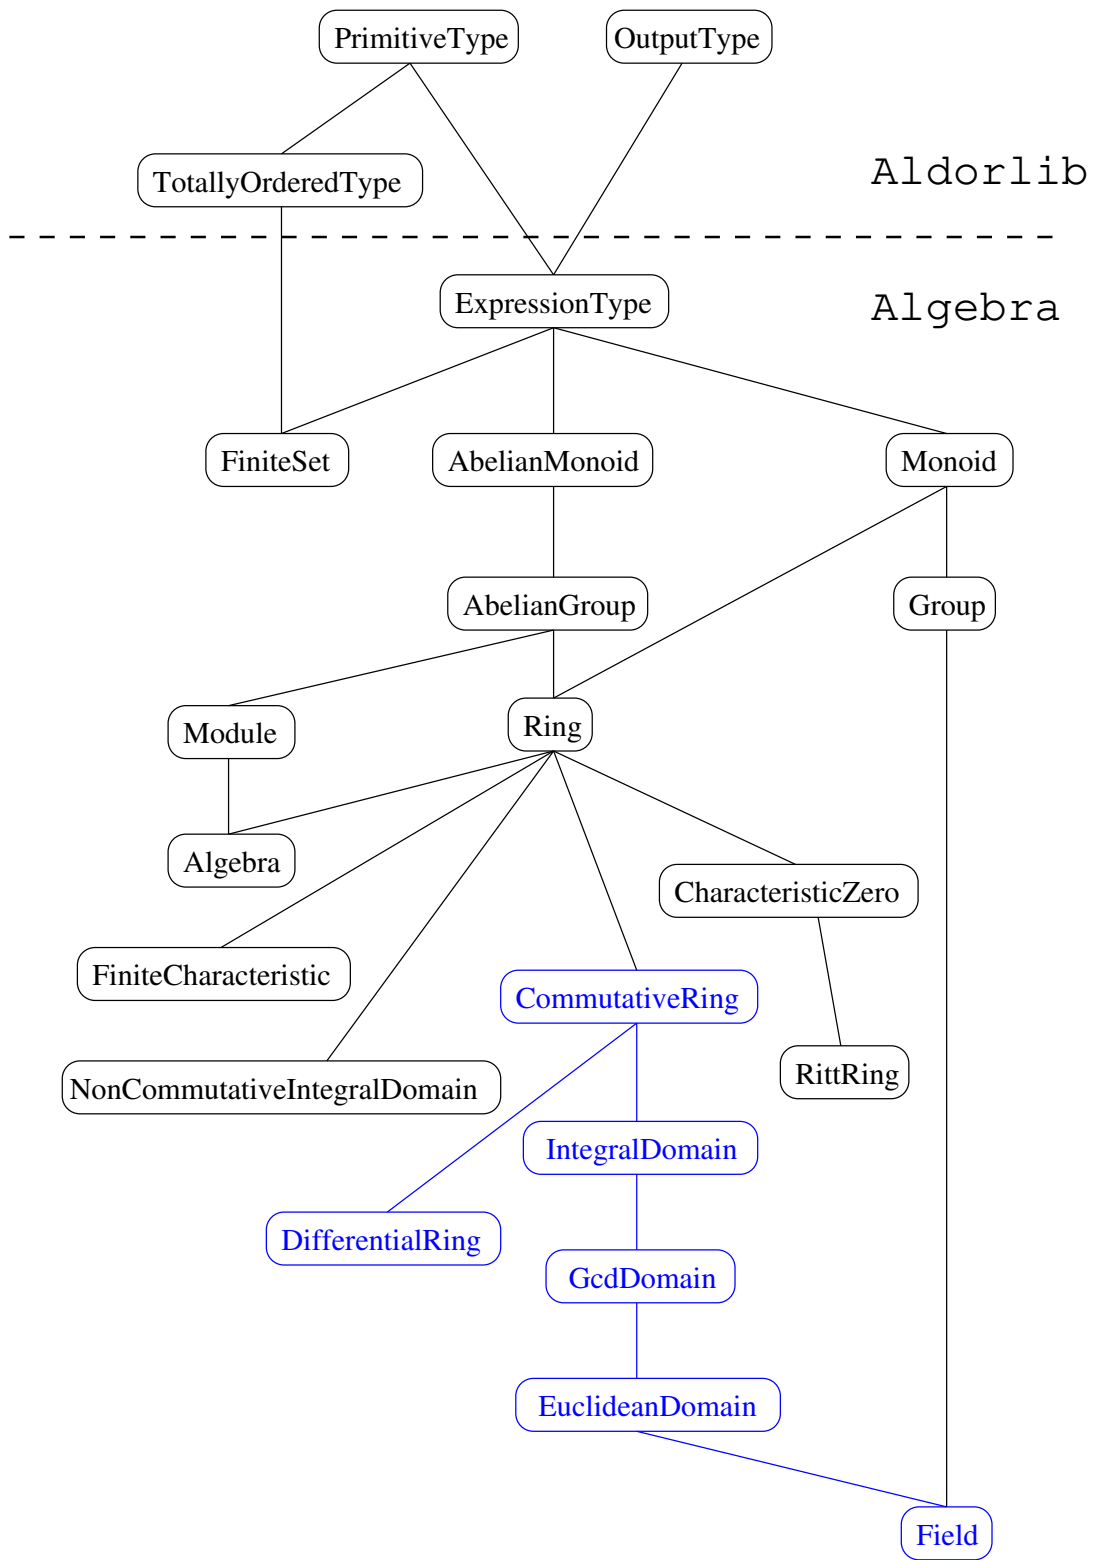 PrimitiveType
OutputType
TotallyOrderedType
Aldorlib
ExpressionType
Algebra
FiniteSet
AbelianMonoid
Monoid
AbelianGroup
Group
Module
Ring
Algebra
CharacteristicZero
FiniteCharacteristic
CommutativeRing
NonCommutativeIntegralDomain
RittRing
IntegralDomain
DifferentialRing
GcdDomain
EuclideanDomain
Field